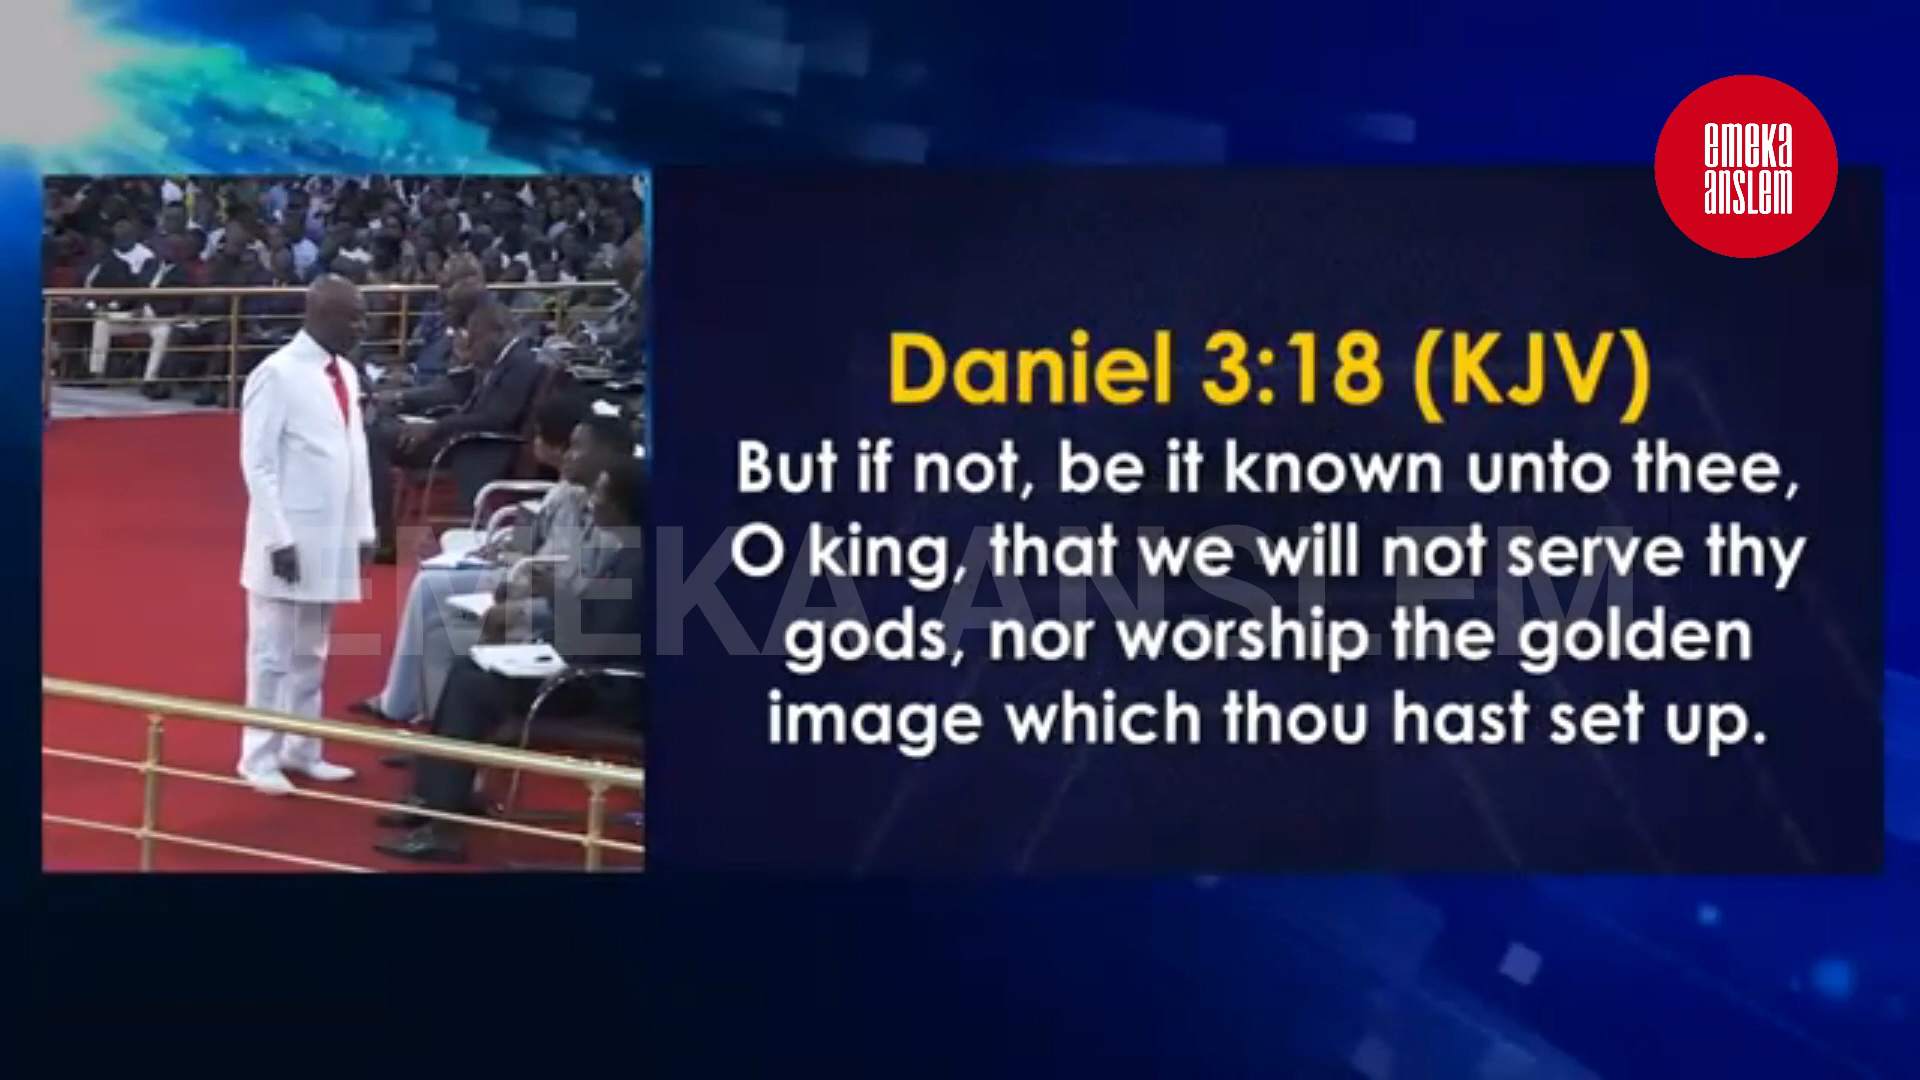 emeka
anslem
Daniel 3:18 (KJV)
But if not, be it known unto thee,
O king, that we will not serve thy
gods, nor worship the golden
image which thou hast set up.
EMEKA ANSLEM